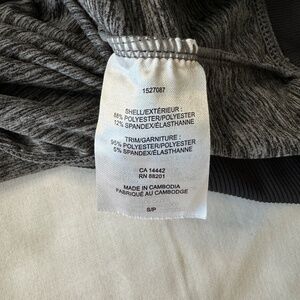 1527087
SHELL/EXTÉRIEUR :
88% POLYESTER/POLYESTER
12% SPANDEX/ÉLASTHANNE
TRIM/GARNITURE :
95% POLYESTER/POLYESTER
5% SPANDEX/ÉLASTHANNE
CA 14442
RN 88201
MADE IN CAMBODIA
FABRIQUÉ AU CAMBODGE
S/P